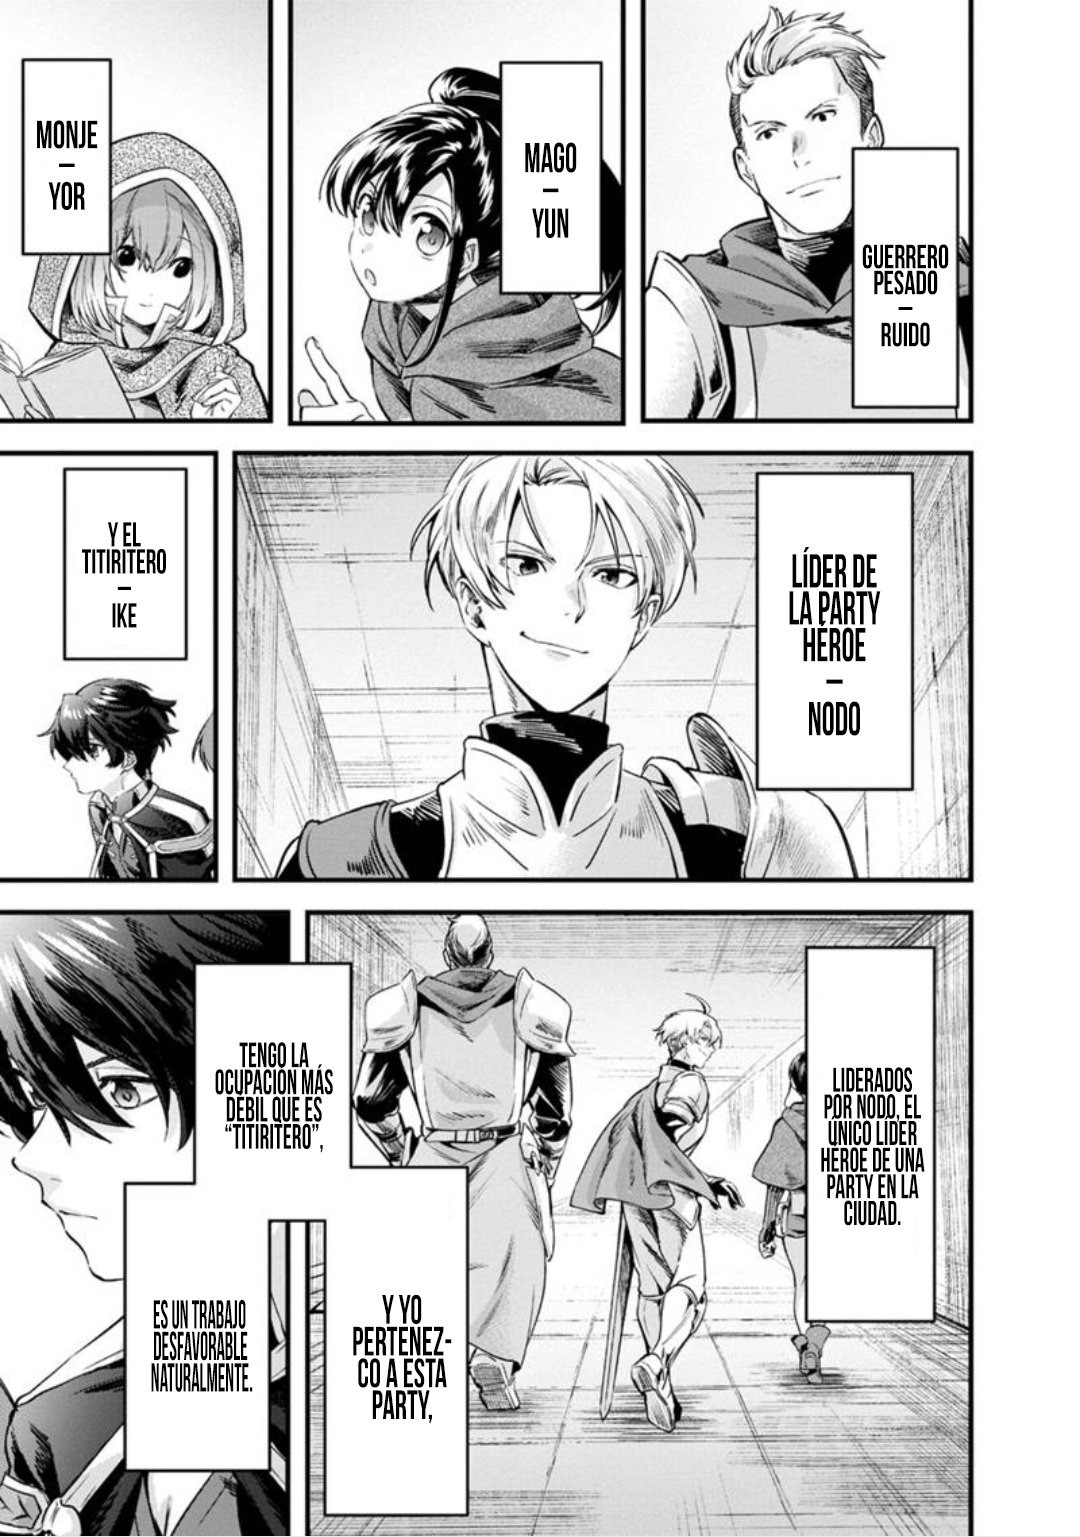 GUERRERO
PESADO
–
RUIDO
MAGO
–
YUN
MONJE
–
YOR
LÍDER DE
LA PARTY
HÉROE
–
NODO
Y EL
TITIRITERO
–
IKE
LIDERADOS
POR NODO, EL
ÚNICO LIDER
HÉROE DE UNA
PARTY EN LA
CIUDAD.
Y YO
PERTENEZ-
CO A ESTA
PARTY,
TENGO LA
OCUPACIÓN MÁS
DÉBIL QUE ES
“TITIRITERO”,
ES UN TRABAJO
DESFAVORABLE
NATURALMENTE.